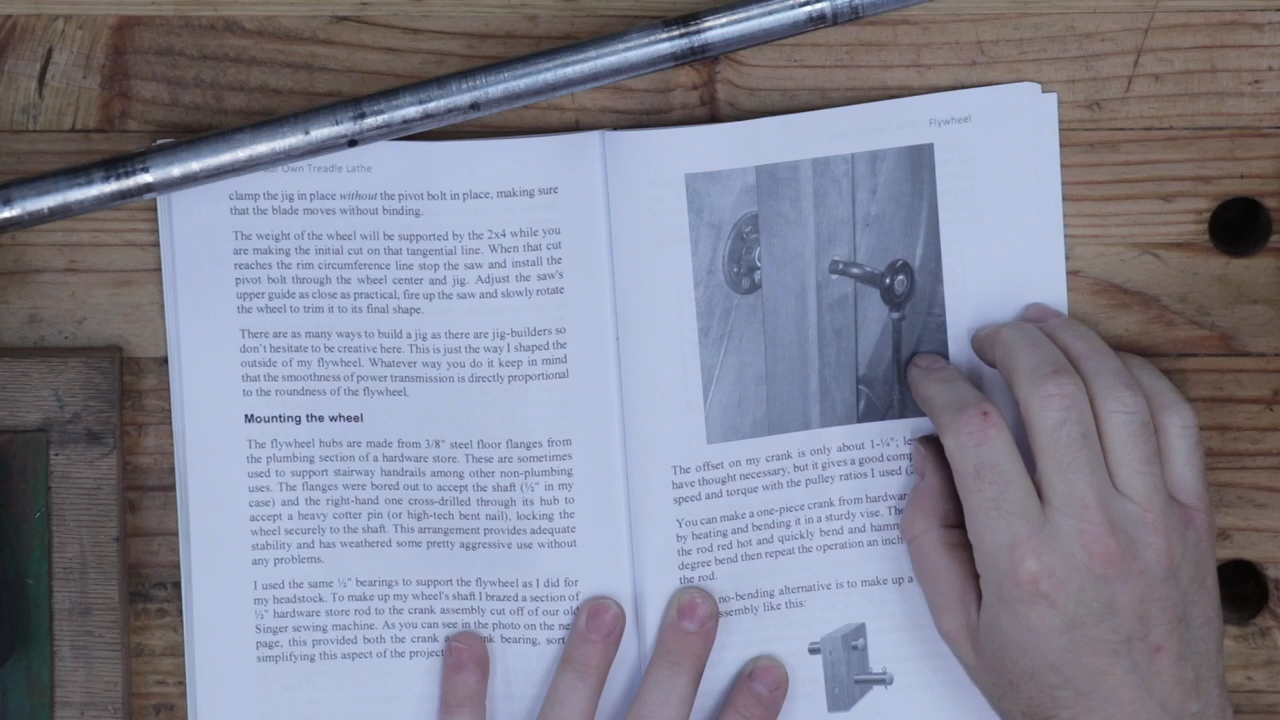 Own Treadle Lathe
clamp the jig in place without the pivot bolt in place, making sure
that the blade moves without binding.
The weight of the wheel will be supported by the 2x4 while you
are making the initial cut on that tangential line. When that cut
reaches the rim circumference line stop the saw and install the
pivot bolt through the wheel center and jig. Adjust the saw's
upper guide as close as practical, fire up the saw and slowly rotate
the wheel to trim it to its final shape.
There are as many ways to build a jig as there are jig-builders so
don't hesitate to be creative here. This is just the way I shaped the
outside of my flywheel. Whatever way you do it keep in mind
that the smoothness of power transmission is directly proportional
to the roundness of the flywheel.
Mounting the wheel
The flywheel hubs are made from 3/8" steel floor flanges from
the plumbing section of a hardware store. These are sometimes
used to support stairway handrails among other non-plumbing
uses. The flanges were bored out to accept the shaft (½" in my
case) and the right-hand one cross-drilled through its hub to
accept a heavy cotter pin (or high-tech bent nail), locking the
wheel securely to the shaft. This arrangement provides adequate
stability and has weathered some pretty aggressive use without
any problems.
I used the same ½" bearings to support the flywheel as I did for
my headstock. To make up my wheel's shaft I brazed a section of
½" hardware store rod to the crank assembly cut off of our old
Singer sewing machine. As you can see in the photo on the
page, this provided both the crank bearing,
simplifying this aspect of the project
Flywheel
The offset on my crank is only about 1-¼";
have thought necessary, but it gives a good
speed and torque with the pulley ratios I used
You can make a one-piece crank from
by heating and bending it in a sturdy vise.
the rod red hot and quickly bend and
degree bend then repeat the operation an
the rod.
no-bending alternative is to make up a
like this: